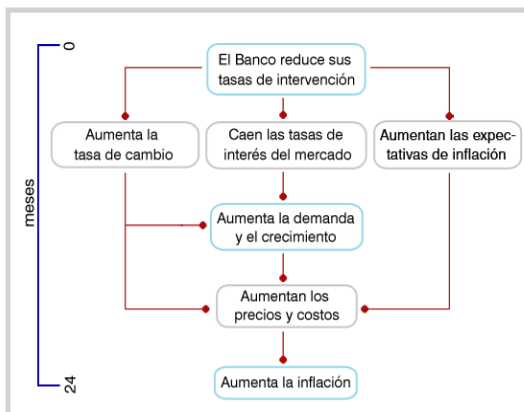 0
El Banco reduce sus
tasas de intervención
Aumenta la
tasa de cambio
Caen las tasas de
interés del mercado
Aumentan las expec-
tativas de inflación
meses
Aumenta la demanda
y el crecimiento
Aumentan los
precios y costos
24
Aumenta la inflación